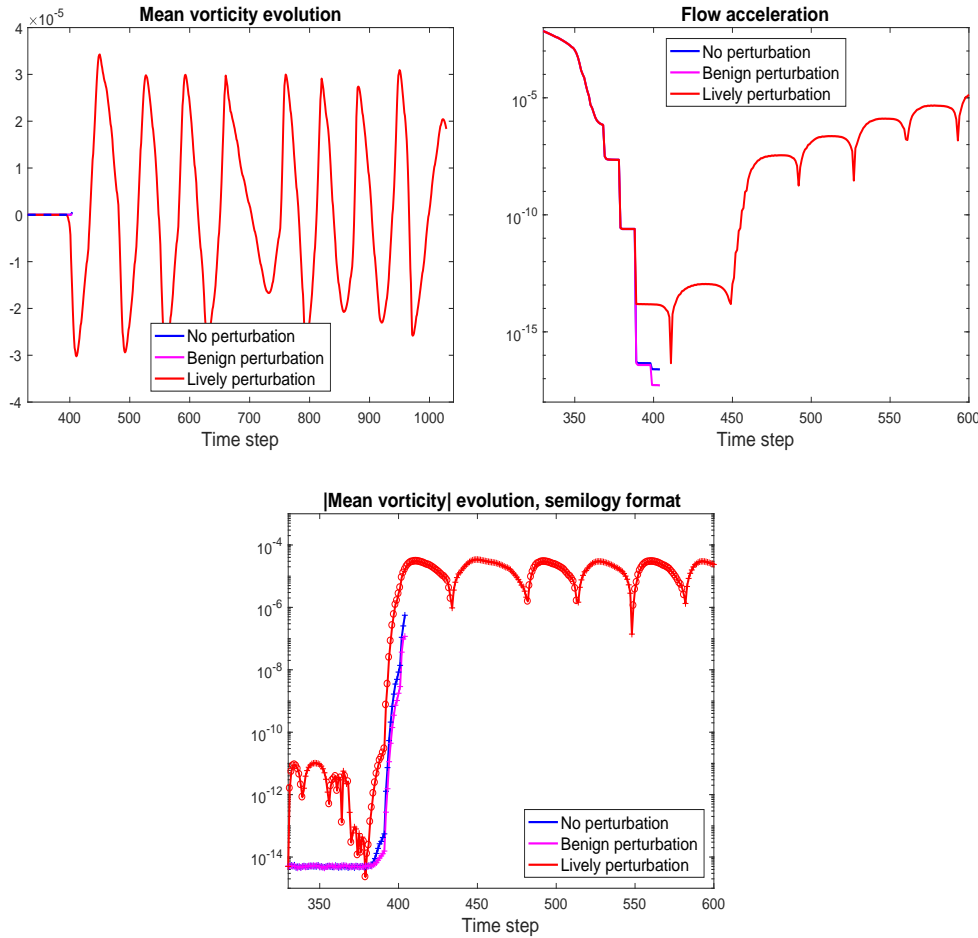 Mean vorticity evolution
×10⁻⁵
4
3
2
1
0
-1
-2
-3
-4
400 500 600 700 800 900 1000
Time step
No perturbation
Benign perturbation
Lively perturbation
Flow acceleration
10⁻⁵
10⁻¹⁰
10⁻¹⁵
350 400 450 500 550 600
Time step
No perturbation
Benign perturbation
Lively perturbation
|Mean vorticity| evolution, semilogy format
10⁻⁴
10⁻⁶
10⁻⁸
10⁻¹⁰
10⁻¹²
10⁻¹⁴
350 400 450 500 550 600
Time step
No perturbation
Benign perturbation
Lively perturbation